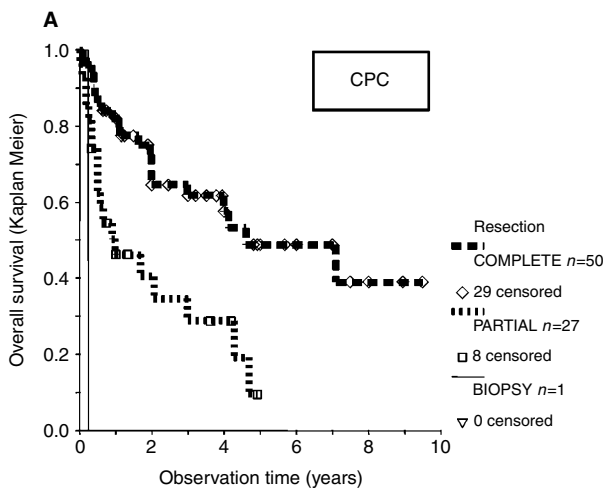 A
CPC
Overall survival (Kaplan Meier)
1.0
0.8
0.6
0.4
0.2
0.0
0
2
4
6
8
10
Observation time (years)
Resection
COMPLETE n=50
29 censored
PARTIAL n=27
8 censored
BIOPSY n=1
0 censored